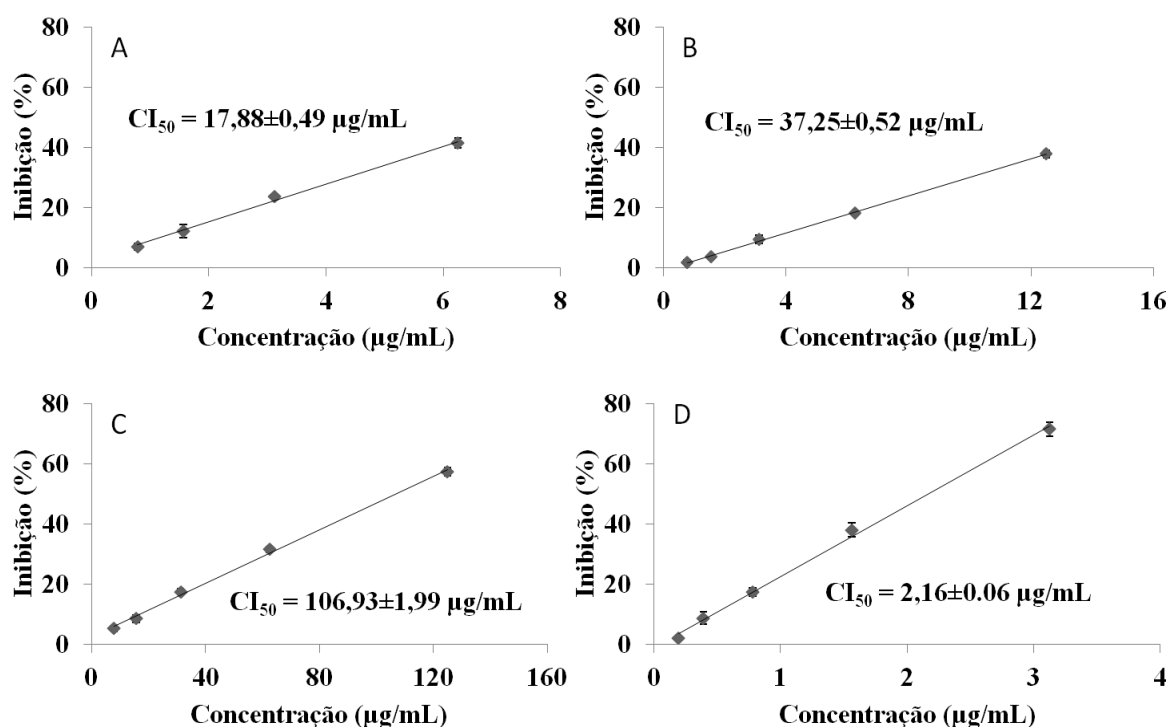 A
Inibição (%)
80
60
40
20
0
CI₅₀ = 17,88±0,49 µg/mL
0 2 4 6 8
Concentração (µg/mL)
B
Inibição (%)
80
60
40
20
0
CI₅₀ = 37,25±0,52 µg/mL
0 4 8 12 16
Concentração (µg/mL)
C
Inibição (%)
80
60
40
20
0
CI₅₀ = 106,93±1,99 µg/mL
0 40 80 120 160
Concentração (µg/mL)
D
Inibição (%)
80
60
40
20
0
CI₅₀ = 2,16±0.06 µg/mL
0 1 2 3 4
Concentração (µg/mL)